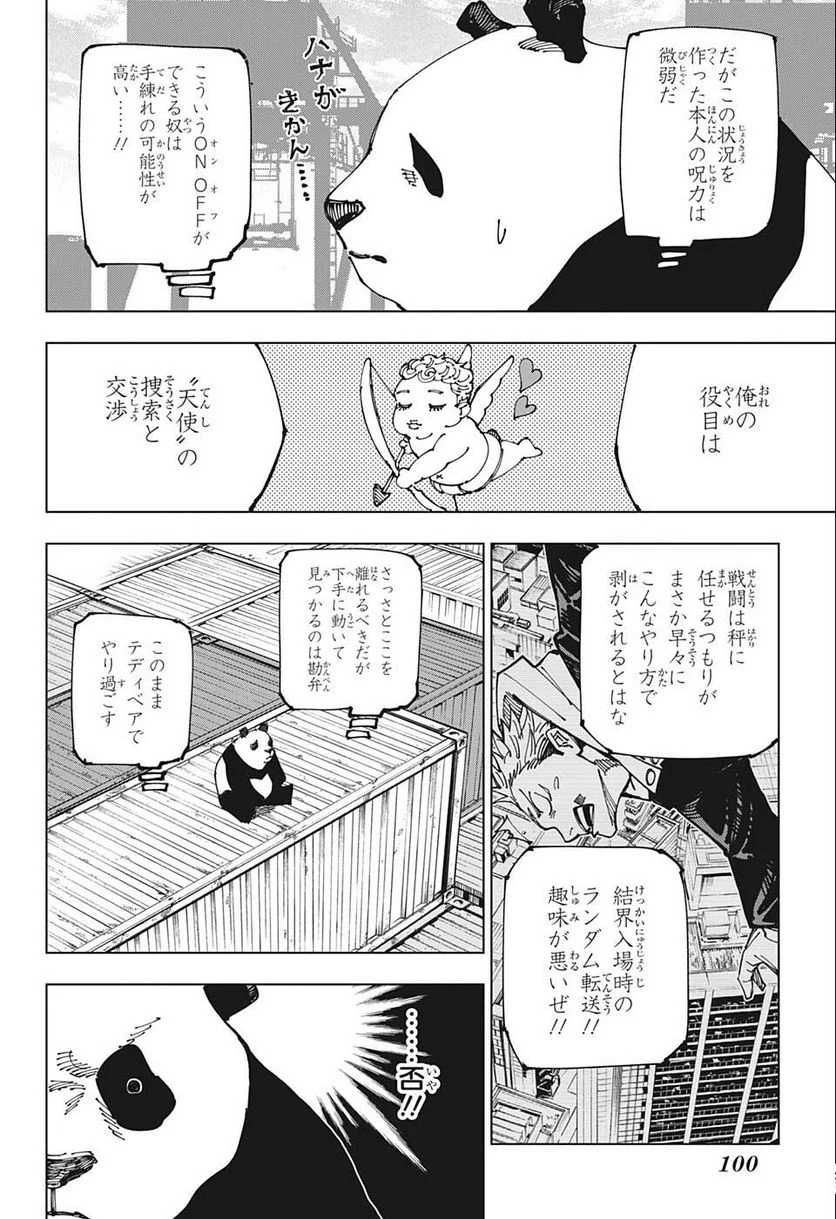 だがこの状況を
作った本人の呪力は
微弱だ
ハナが
きかん……
こういうON OFFが
できる奴は
手練れの可能性が
高い……!!
俺の
役目は
〝天使〟の
捜索と
交渉
戦闘は秤に
任せるつもりが
まさか早々に
こんなやり方で
剥がされるとはな
結界入場時の
ランダム転送!!
趣味が悪いぜ!!
さっさとここを
離れるべきだが
下手に動いて
見つかるのは勘弁
このまま
テディベアで
やり過ごす
……否!!
100